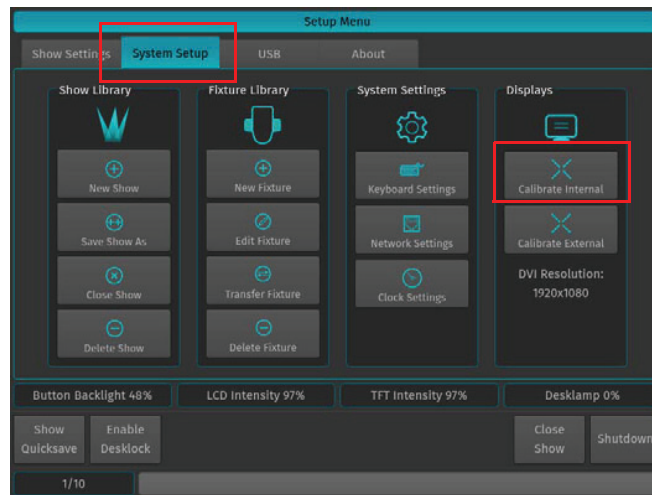 Setup Menu
Show Settings System Setup USB About
Show Library Fixture Library System Settings Displays
New Show New Fixture Keyboard Settings Calibrate Internal
Save Show As Edit Fixture Network Settings Calibrate External
Close Show Transfer Fixture Clock Settings DVI Resolution:
1920x1080
Delete Show Delete Fixture
Button Backlight 48% LCD Intensity 97% TFT Intensity 97% Desklamp 0%
Show Enable Close Shutdown
Quicksave Desklock Show
1/10